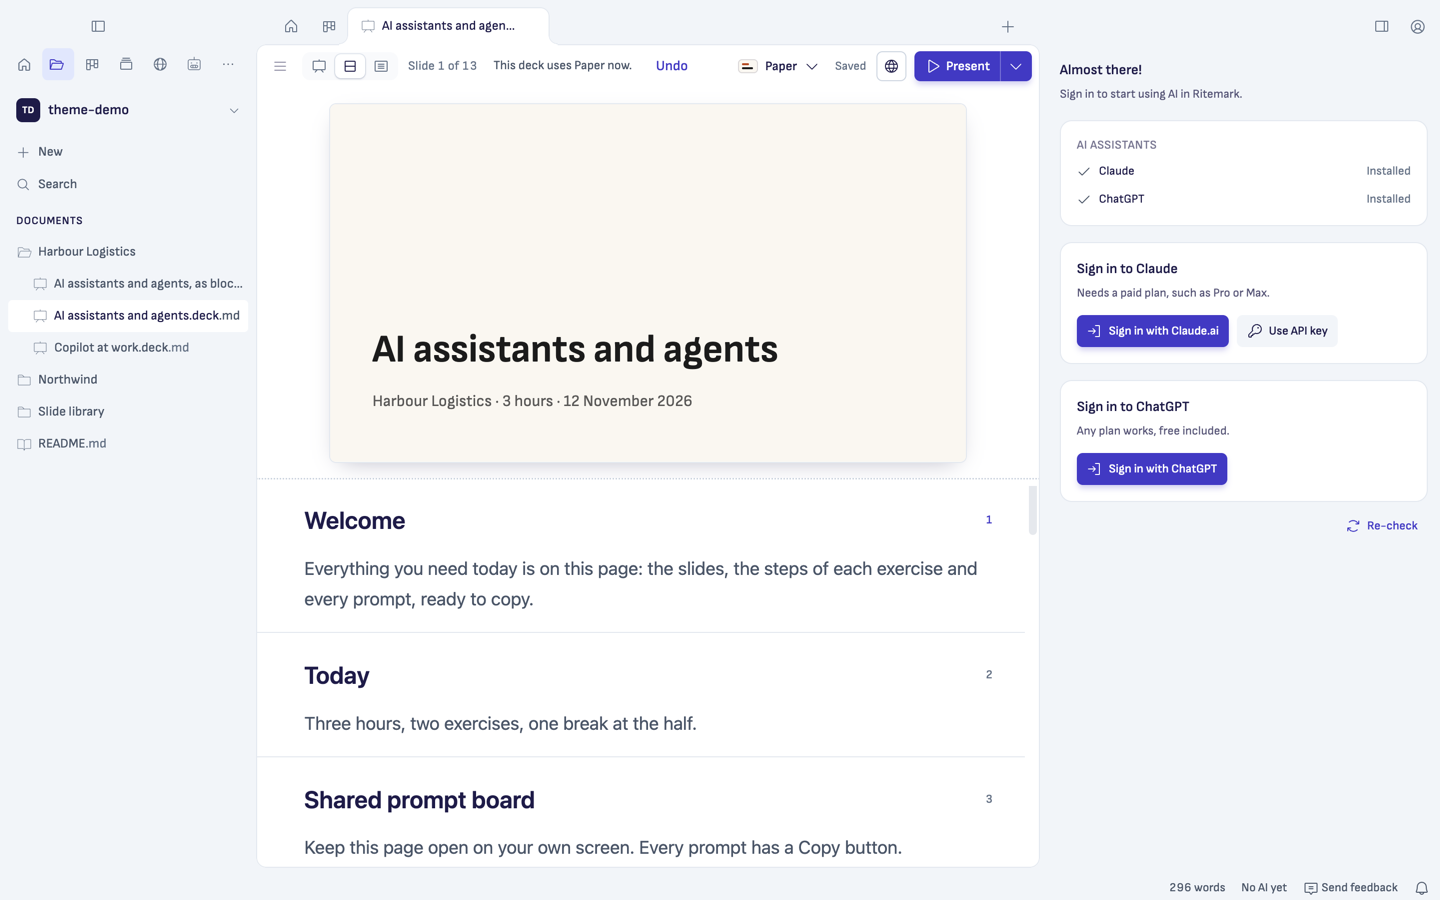 AI assistants and agen...
TD
theme-demo
New
Search
DOCUMENTS
Harbour Logistics
AI assistants and agents, as bloc...
AI assistants and agents.deck.md
Copilot at work.deck.md
Northwind
Slide library
README.md
Slide 1 of 13
This deck uses Paper now.
Undo
Paper
Saved
Present
AI assistants and agents
Harbour Logistics · 3 hours · 12 November 2026
Welcome
1
Everything you need today is on this page: the slides, the steps of each exercise and
every prompt, ready to copy.
Today
2
Three hours, two exercises, one break at the half.
Shared prompt board
3
Keep this page open on your own screen. Every prompt has a Copy button.
Almost there!
Sign in to start using AI in Ritemark.
AI ASSISTANTS
Claude Installed
ChatGPT Installed
Sign in to Claude
Needs a paid plan, such as Pro or Max.
Sign in with Claude.ai
Use API key
Sign in to ChatGPT
Any plan works, free included.
Sign in with ChatGPT
Re-check
296 words
No AI yet
Send feedback